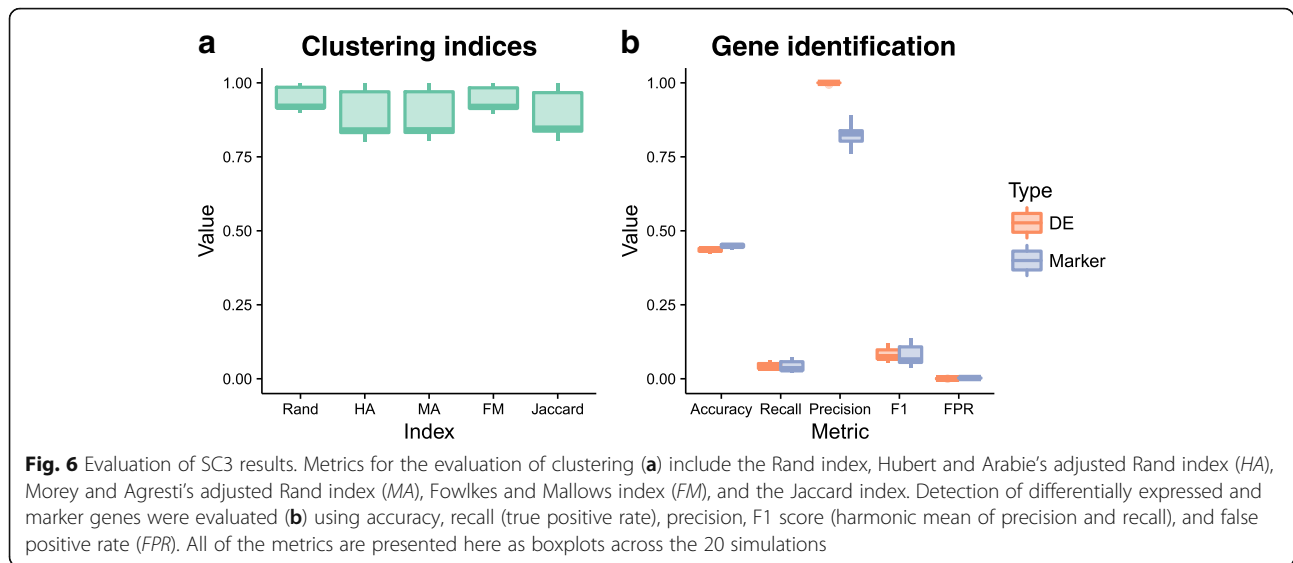 a Clustering indices
1.00
0.75
0.50
0.25
0.00
Value
Rand HA MA FM Jaccard
Index
b Gene identification
1.00
0.75
0.50
0.25
0.00
Value
Accuracy Recall Precision F1 FPR
Metric
Type
DE
Marker
Fig. 6 Evaluation of SC3 results. Metrics for the evaluation of clustering (a) include the Rand index, Hubert and Arabie’s adjusted Rand index (HA),
Morey and Agresti’s adjusted Rand index (MA), Fowlkes and Mallows index (FM), and the Jaccard index. Detection of differentially expressed and
marker genes were evaluated (b) using accuracy, recall (true positive rate), precision, F1 score (harmonic mean of precision and recall), and false
positive rate (FPR). All of the metrics are presented here as boxplots across the 20 simulations